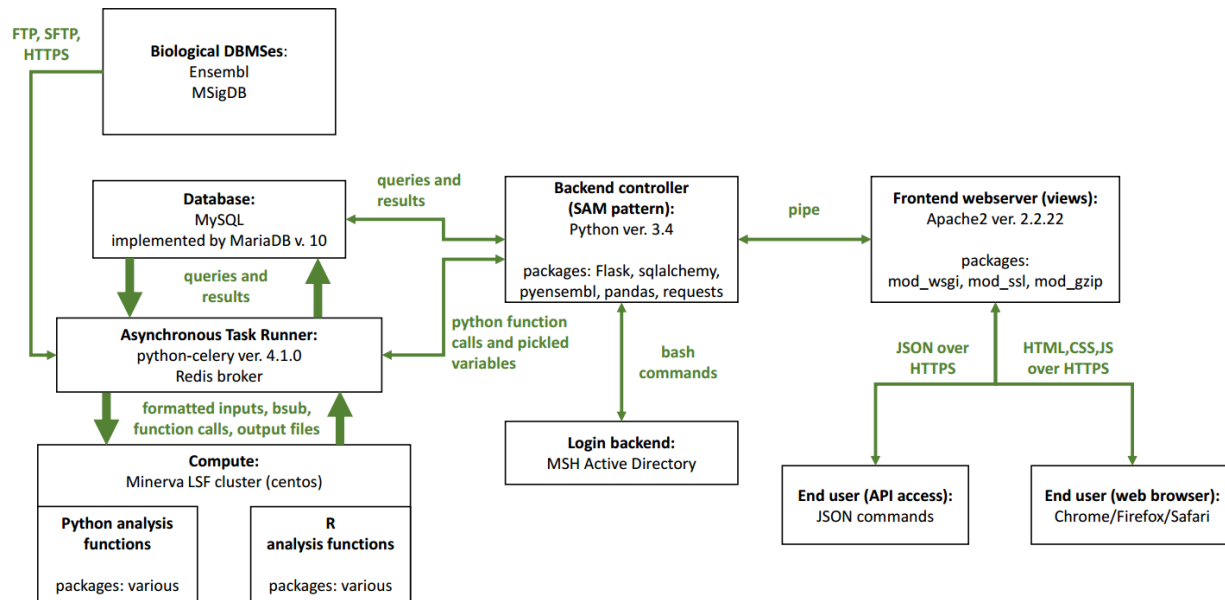 FTP, SFTP,
HTTPS
Biological DBMSes:
Ensembl
MSigDB
Database:
MySQL
implemented by MariaDB v. 10
queries and
results
Backend controller
(SAM pattern):
Python ver. 3.4
packages: Flask, sqlalchemy,
pyensembl, pandas, requests
pipe
Frontend webserver (views):
Apache2 ver. 2.2.22
packages:
mod_wsgi, mod_ssl, mod_gzip
queries and
results
Asynchronous Task Runner:
python-celery ver. 4.1.0
Redis broker
python function
calls and pickled
variables
bash
commands
JSON over
HTTPS
HTML,CSS,JS
over HTTPS
formatted inputs, bsub,
function calls, output files
Login backend:
MSH Active Directory
Compute:
Minerva LSF cluster (centos)
Python analysis
functions
packages: various
R
analysis functions
packages: various
End user (API access):
JSON commands
End user (web browser):
Chrome/Firefox/Safari